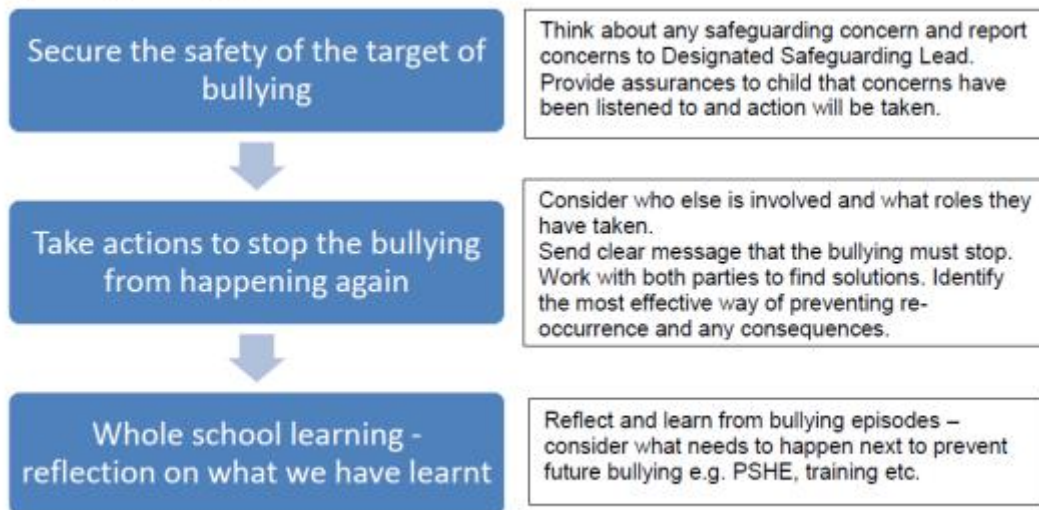 Secure the safety of the target of
bullying
Think about any safeguarding concern and report
concerns to Designated Safeguarding Lead.
Provide assurances to child that concerns have
been listened to and action will be taken.
Take actions to stop the bullying
from happening again
Consider who else is involved and what roles they
have taken.
Send clear message that the bullying must stop.
Work with both parties to find solutions. Identify
the most effective way of preventing re-
occurrence and any consequences.
Whole school learning -
reflection on what we have learnt
Reflect and learn from bullying episodes –
consider what needs to happen next to prevent
future bullying e.g. PSHE, training etc.